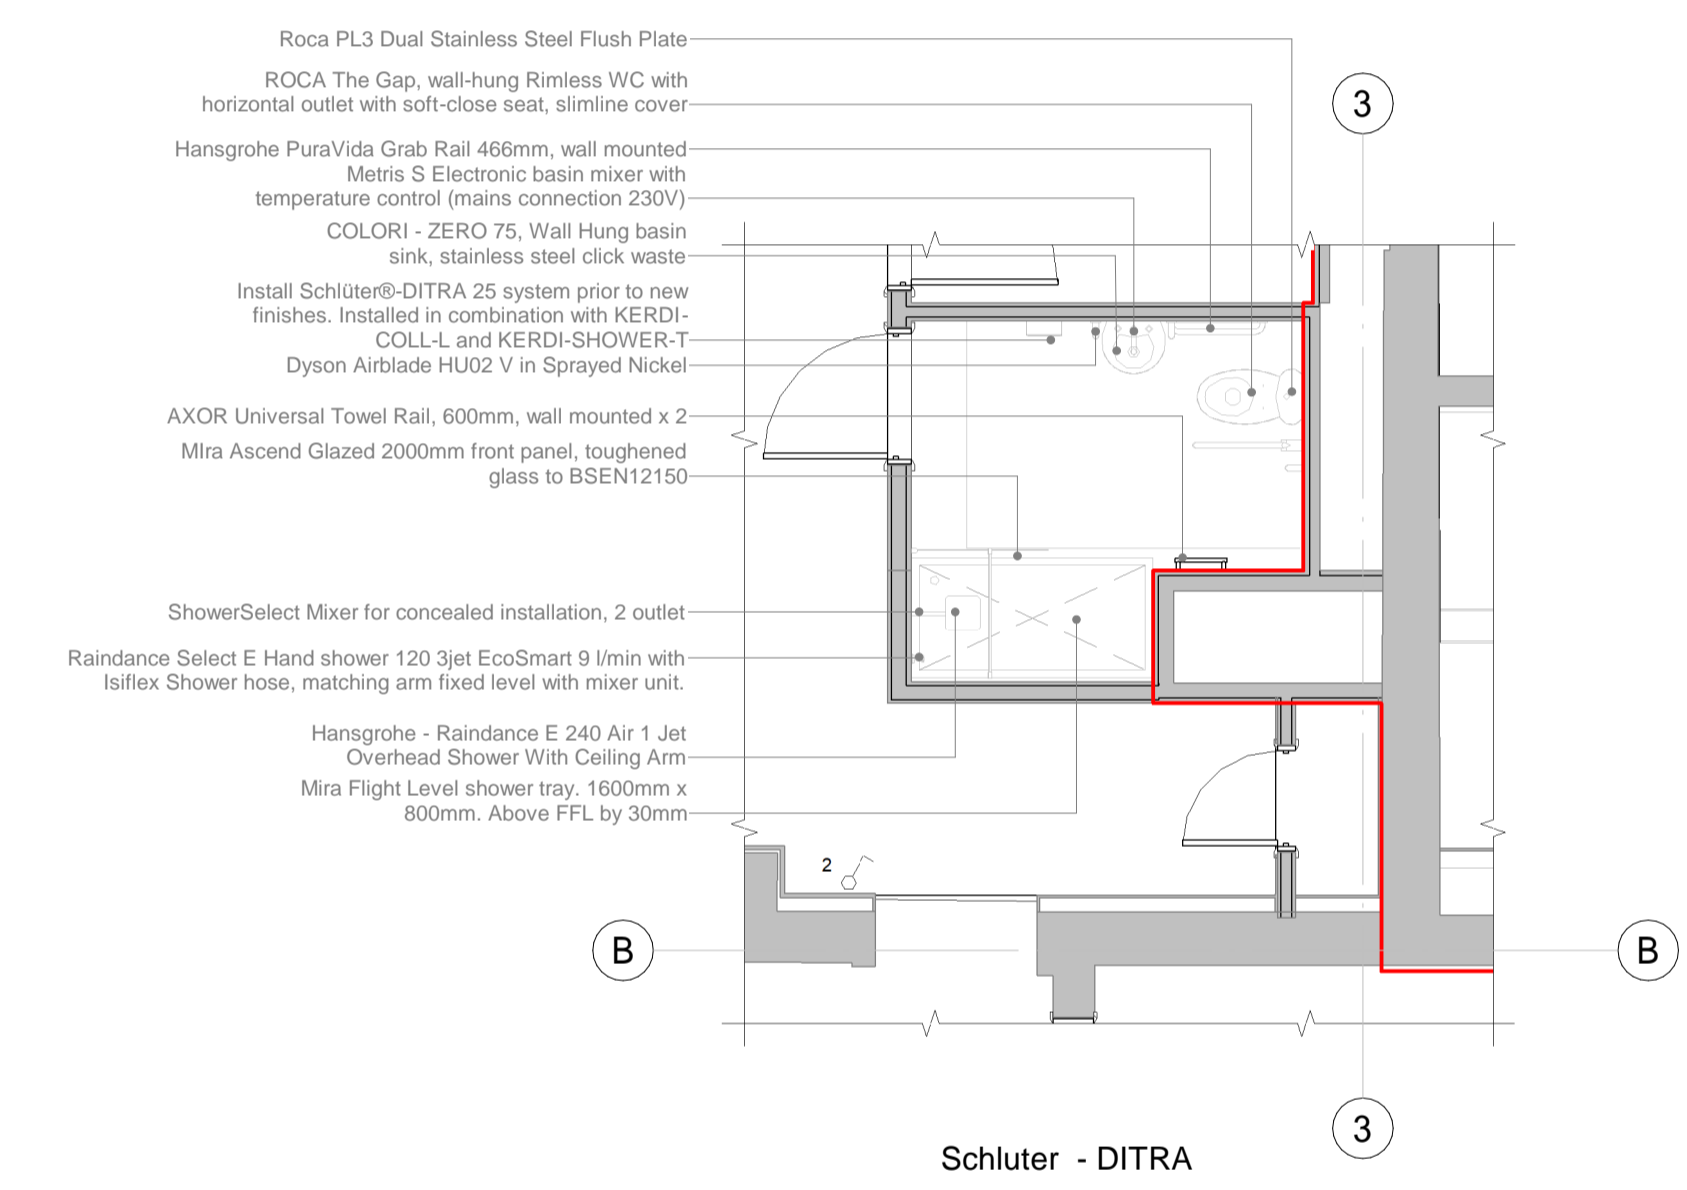 Roca PL3 Dual Stainless Steel Flush Plate
ROCA The Gap, wall-hung Rimless WC with
horizontal outlet with soft-close seat, slimline cover
Hansgrohe PuraVida Grab Rail 466mm, wall mounted
Metris S Electronic basin mixer with
temperature control (mains connection 230V)
COLORI - ZERO 75, Wall Hung basin
sink, stainless steel click waste
Install Schlüter®-DITRA 25 system prior to new
finishes. Installed in combination with KERDI-
COLL-L and KERDI-SHOWER-T
Dyson Airblade HU02 V in Sprayed Nickel
AXOR Universal Towel Rail, 600mm, wall mounted x 2
MIra Ascend Glazed 2000mm front panel, toughened
glass to BSEN12150
ShowerSelect Mixer for concealed installation, 2 outlet
Raindance Select E Hand shower 120 3jet EcoSmart 9 l/min with
Isiflex Shower hose, matching arm fixed level with mixer unit.
Hansgrohe - Raindance E 240 Air 1 Jet
Overhead Shower With Ceiling Arm
Mira Flight Level shower tray. 1600mm x
800mm. Above FFL by 30mm
3
2
B
B
3
Schluter - DITRA